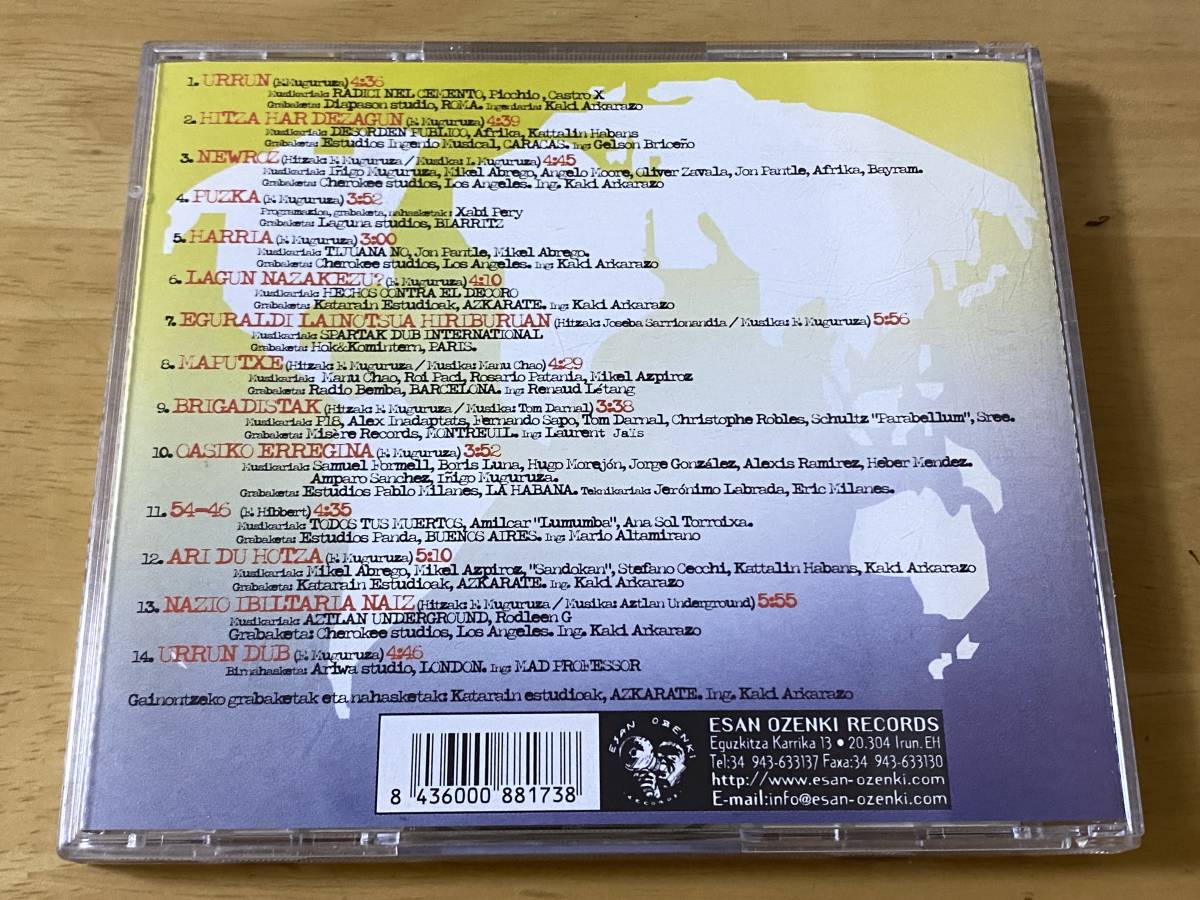 1. URRUN (F.Muguruza) 4:36
Musikariak: RADICI NEL CEMENTO, Picchio, Castro X
Grabaketa: Diapason studio, ROMA. Ingeniaria: Kaki Arkarazo
2. HITZA HAR DEZAGUN (F. Muguruza) 4:39
Musikariak: DESORDEN PUBLICO, Afrika, Kattalin Habans
Grabaketa: Estudios Ingenio Musical, CARACAS. Ing: Gelson Briceño
3. NEWROZ (Hitzak: F. Muguruza / Musika: I. Muguruza) 4:45
Musikariak: Iñigo Muguruza, Mikel Abrego, Angelo Moore, Oliver Zavala, Jon Pantle, Afrika, Bayram.
Grabaketa: Cherokee studios, Los Angeles. Ing. Kaki Arkarazo
4. PUZKA (F. Muguruza) 3:52
Programazioa, grabaketa, nahasketak: Xabi Pery
Grabaketa: Laguna studios, BIARRITZ
5. HARRIA (F. Muguruza) 3:00
Musikariak: TIJUANA NO, Jon Pantle, Mikel Abrego.
Grabaketa: Cherokee studios, Los Angeles. Ing: Kaki Arkarazo
6. LAGUN NAZAKEZU? (F. Muguruza) 4:10
Musikariak: HECHOS CONTRA EL DECORO
Grabaketa: Katarain Estudioak, AZKARATE. Ing: Kaki Arkarazo
7. EGURALDI LAINOTSUA HIRIBURUAN (Hitzak: Joseba Sarrionandia / Musika: F. Muguruza) 5:56
Musikariak: SPARTAK DUB INTERNATIONAL
Grabaketa: Hok&Komintern, PARIS.
8. MAPUTXE (Hitzak: F. Muguruza / Musika: Manu Chao) 4:29
Musikariak: Manu Chao, Roi Paci, Rosario Patania, Mikel Azpiroz
Grabaketa: Radio Bemba, BARCELONA. Ing: Renaud Létang
9. BRIGADISTAK (Hitzak: F. Muguruza / Musika: Tom Darnal) 3:38
Musikariak: P18, Alex Inadaptats, Fernando Sapo, Tom Darnal, Christophe Robles, Schultz "Parabellum", Sree.
Grabaketa: Misère Records, MONTREUIL. Ing: Laurent Jaïs
10. OASIKO ERREGINA (F. Muguruza) 3:52
Musikariak: Samuel Formell, Boris Luna, Hugo Morejón, Jorge González, Alexis Ramirez, Heber Mendez.
Amparo Sanchez, Iñigo Muguruza.
Grabaketa: Estudios Pablo Milanes, LA HABANA. Teknikariak: Jerónimo Labrada, Eric Milanes.
11. 54-46 (F. Hibbert) 4:35
Musikariak: TODOS TUS MUERTOS, Amilcar "Lumumba", Ana Sol Torroixa.
Grabaketa: Estudios Panda, BUENOS AIRES. Ing: Mario Altamirano
12. ARI DU HOTZA (F. Muguruza) 5:10
Musikariak: Mikel Abrego, Mikel Azpiroz, "Sandokan", Stefano Cecchi, Kattalin Habans, Kaki Arkarazo
Grabaketa: Katarain Estudioak, AZKARATE. Ing. Kaki Arkarazo
13. NAZIO IBILTARIA NAIZ (Hitzak: F. Muguruza / Musika: Aztlan Underground) 5:55
Musikariak: AZTLAN UNDERGROUND, Rodleen G
Grabaketa: Cherokee studios, Los Angeles. Ing. Kaki Arkarazo
14. URRUN DUB (F. Muguruza) 4:46
Birnahasketa: Ariwa studio, LONDON. Ing: MAD PROFESSOR
Gainontzeko grabaketak eta nahasketak: Katarain estudioak, AZKARATE. Ing. Kaki Arkarazo
8 436000 881738
ESAN OZENKI
RECORDS
ESAN OZENKI RECORDS
Eguzkitza Karrika 13 • 20.304 Irun. EH
Tel:34 943-633137 Faxa:34 943-633130
http://www.esan-ozenki.com
E-mail:info@esan-ozenki.com